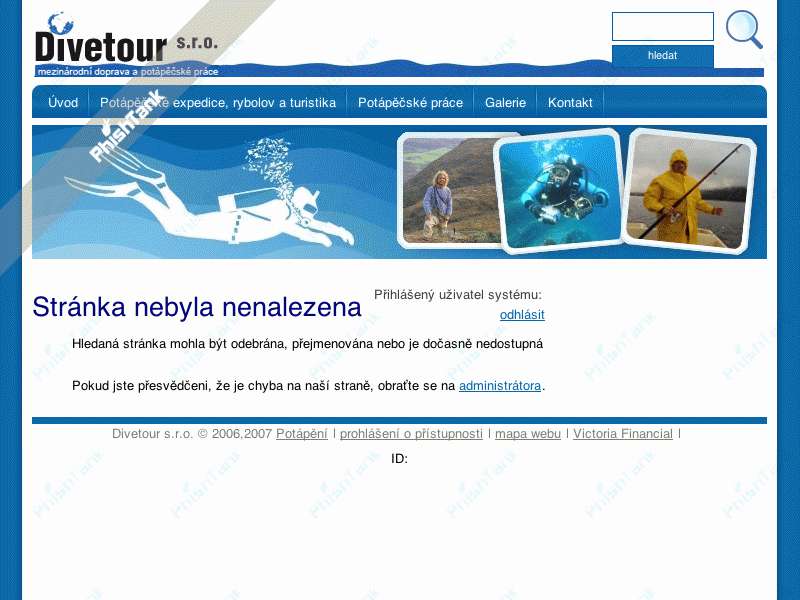 Divetour s.r.o.
mezinárodní doprava a potápěčské práce
hledat
Úvod
Potápěčské expedice, rybolov a turistika
Potápěčské práce
Galerie
Kontakt
PhishTank
Přihlášený uživatel systému:
Stránka nebyla nenalezena
odhlásit
Hledaná stránka mohla být odebrána, přejmenována nebo je dočasně nedostupná
Pokud jste přesvědčeni, že je chyba na naší straně, obraťte se na administrátora.
Divetour s.r.o. © 2006,2007 Potápění | prohlášení o přístupnosti | mapa webu | Victoria Financial |
ID: